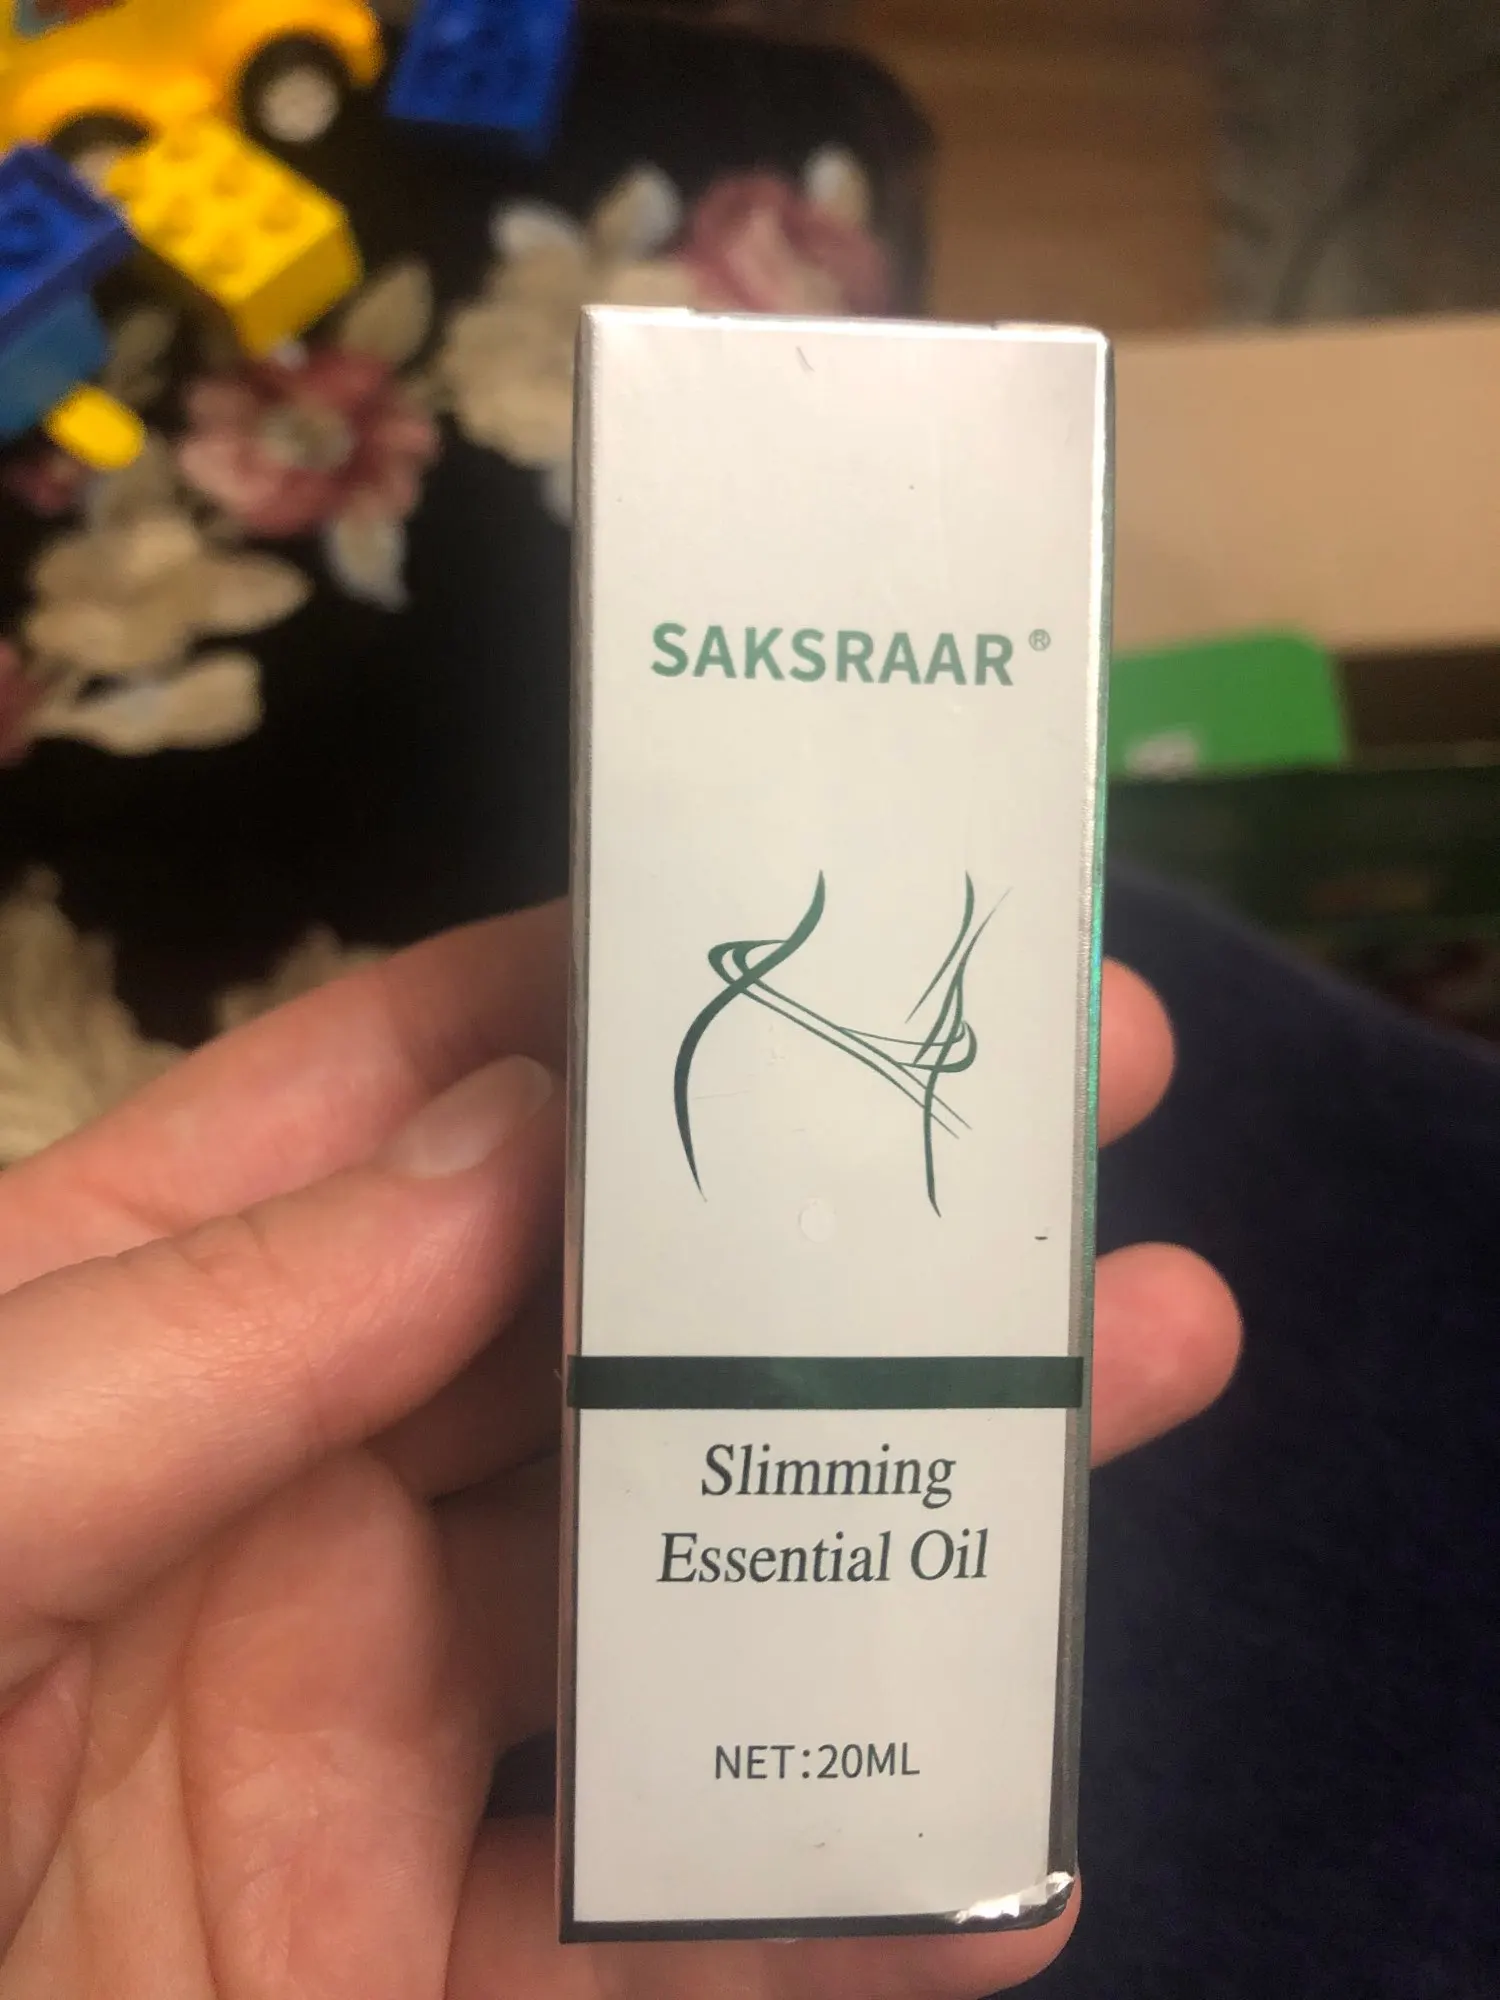 SAKSRAAR®
Slimming
Essential Oil
NET:20ML